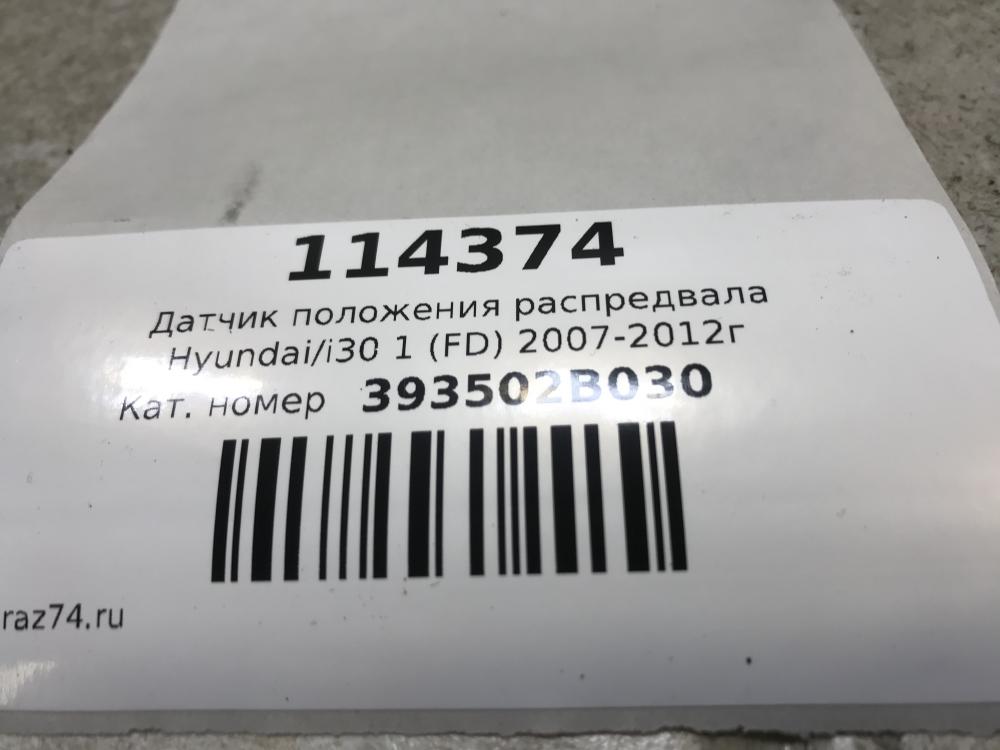 114374
Датчик положения распредвала
Hyundai/i30 1 (FD) 2007-2012г
Кат. номер 393502B030
raz74.ru